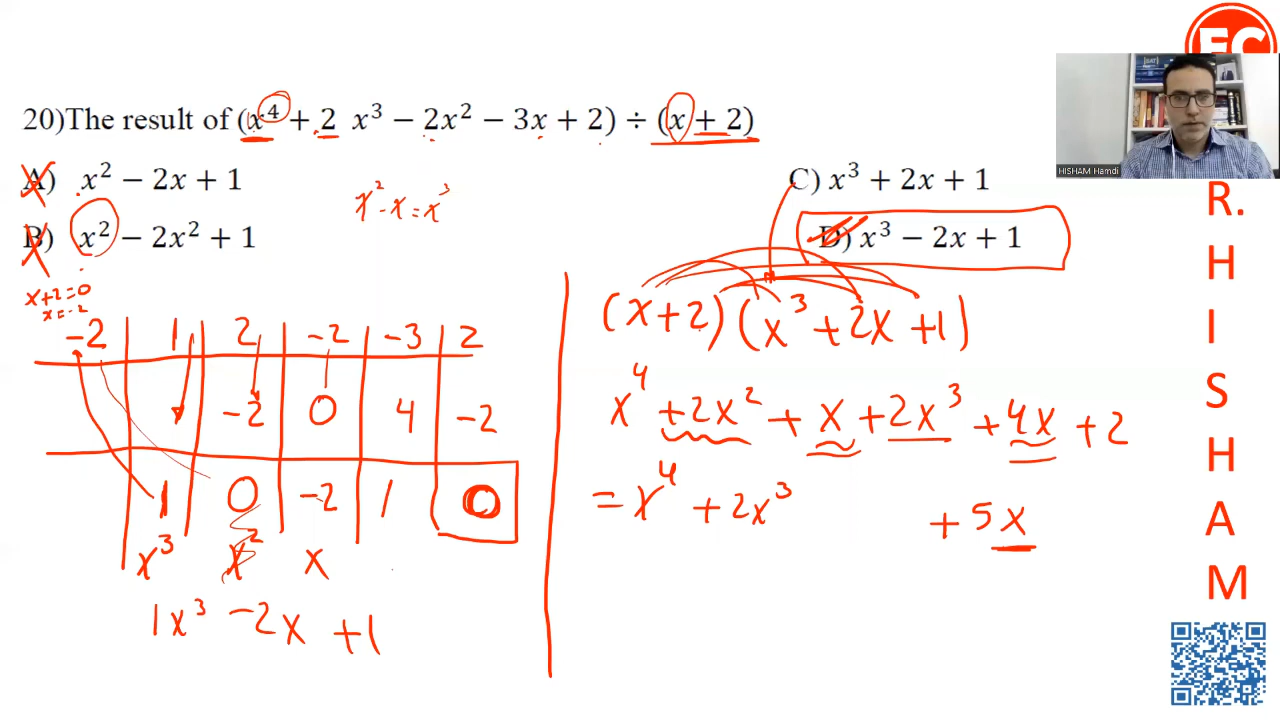 EC
20)The result of (x⁴ + 2 x³ − 2x² − 3x + 2) ÷ (x + 2)
A) x² − 2x + 1
C) x³ + 2x + 1
x² - x = x³
B) x² − 2x² + 1
D) x³ − 2x + 1
HISHAM Hamdi
R.
H
I
S
H
A
M
x+2=0
x=-2
-2 1 2 -2 -3 2
-2 0 4 -2
1 0 -2 1 0
x³ x² x
1x³ -2x +1
(x+2)(x³+2x+1)
x⁴ +2x² + x +2x³ +4x +2
= x⁴ +2x³ +5x